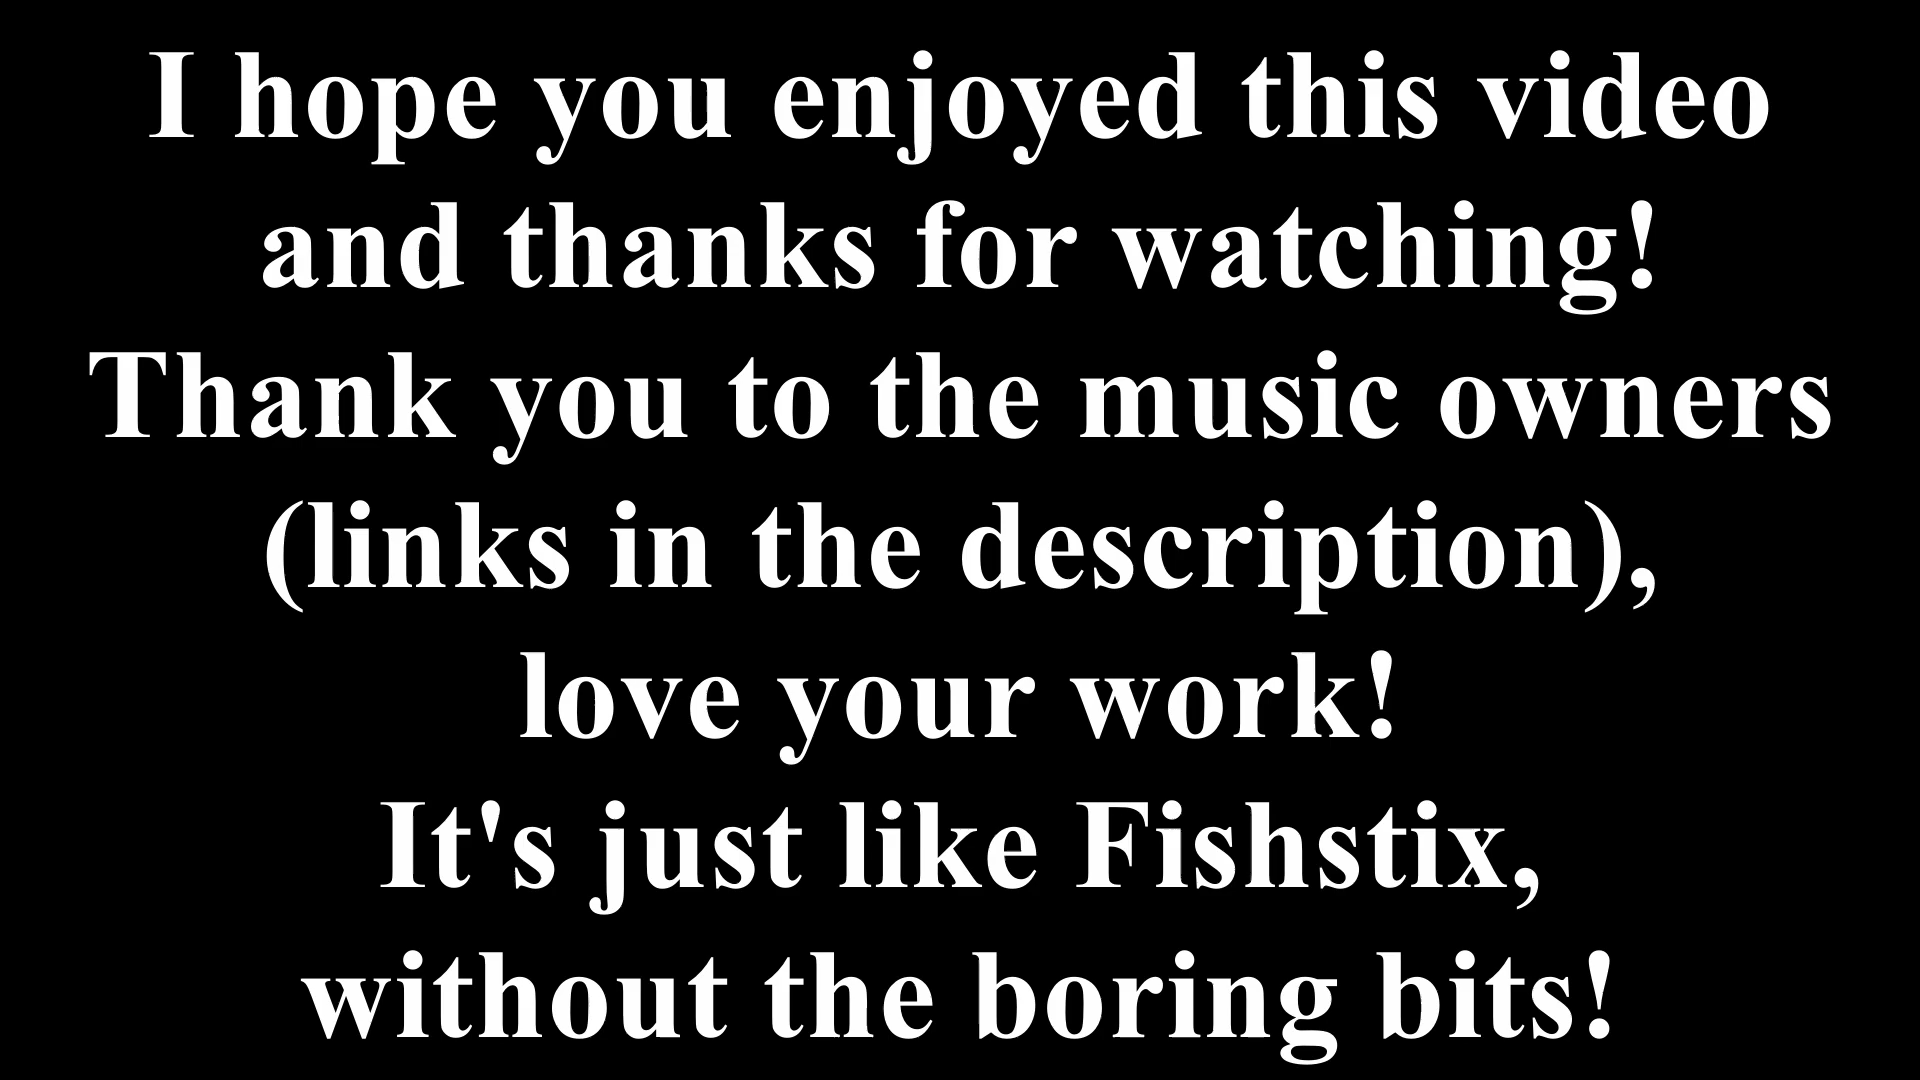 I hope you enjoyed this video
and thanks for watching!
Thank you to the music owners
(links in the description),
love your work!
It's just like Fishstix,
without the boring bits!